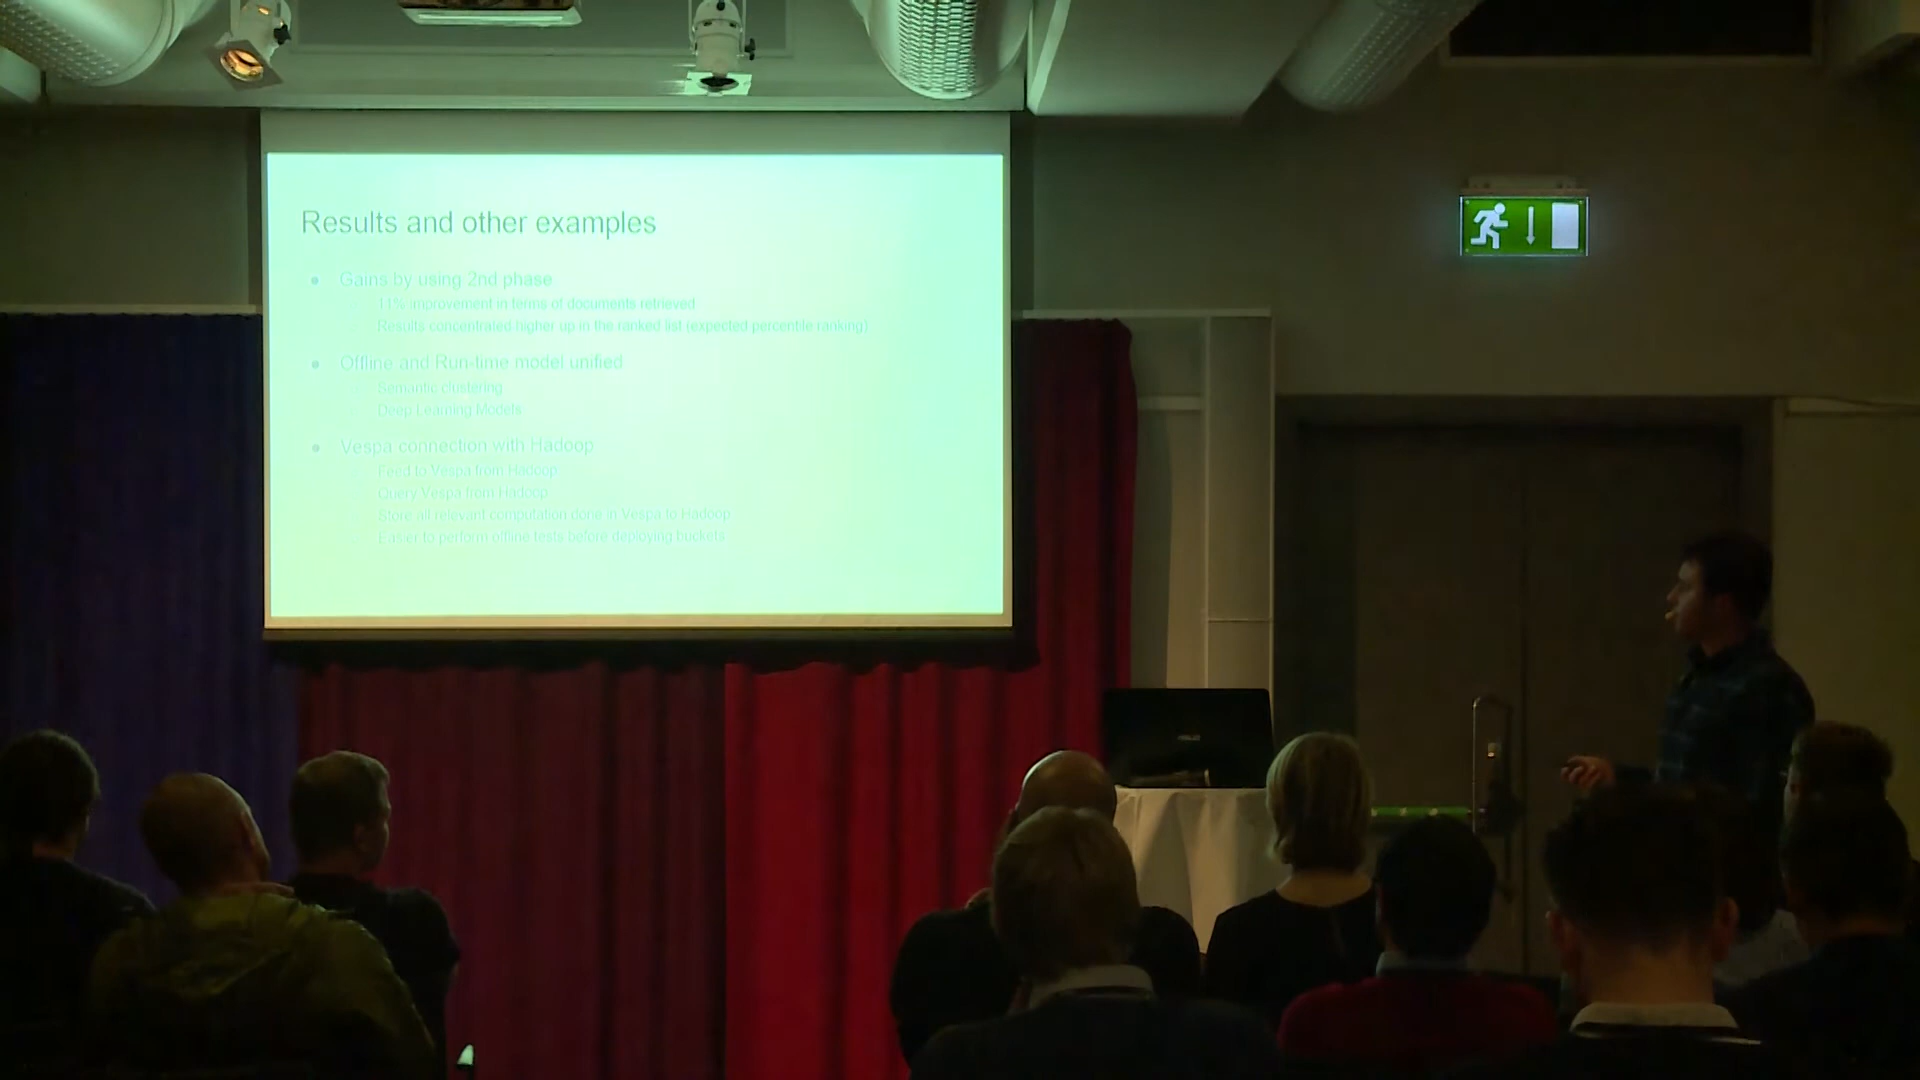 Results and other examples
Gains by using 2nd phase
11% improvement in terms of documents retrieved
Results concentrated higher up in the ranked list (expected percentile ranking)
Offline and Run-time model unified
Semantic clustering
Deep Learning Models
Vespa connection with Hadoop
Feed to Vespa from Hadoop
Query Vespa from Hadoop
Store all relevant computation done in Vespa to Hadoop
Easier to perform offline tests before deploying buckets
ASUS